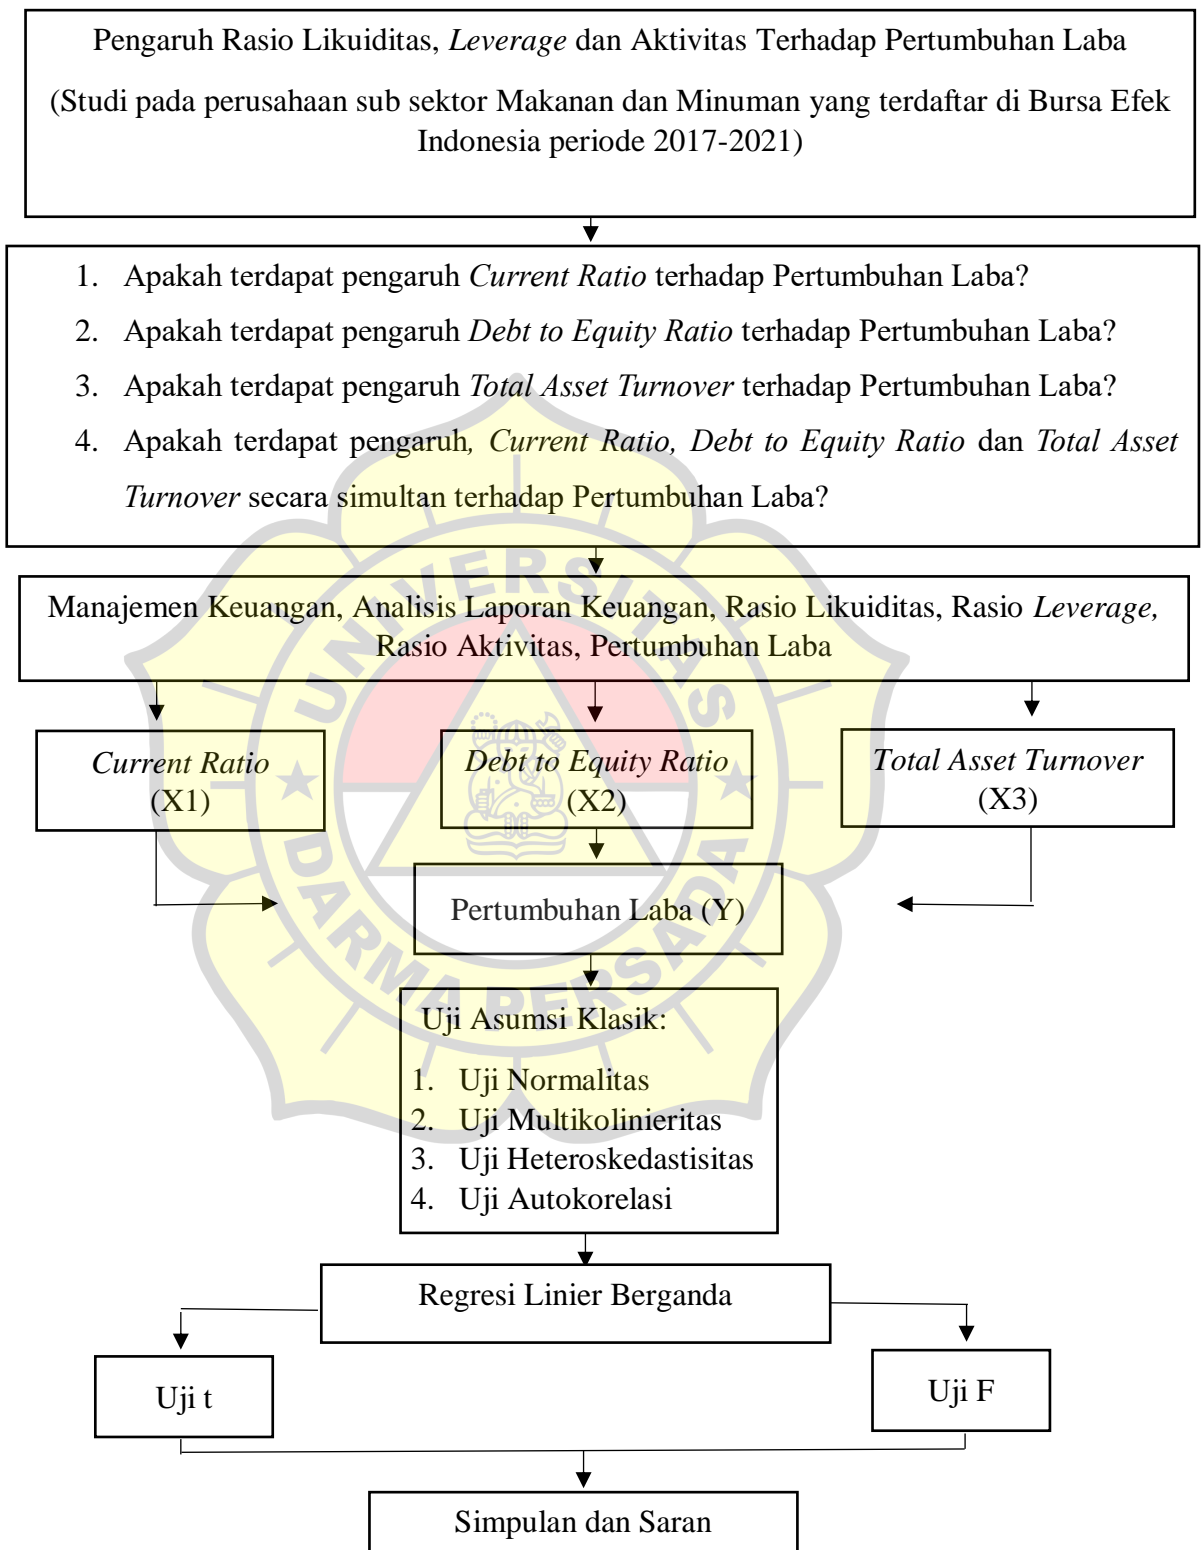 Pengaruh Rasio Likuiditas, Leverage dan Aktivitas Terhadap Pertumbuhan Laba
(Studi pada perusahaan sub sektor Makanan dan Minuman yang terdaftar di Bursa Efek
Indonesia periode 2017-2021)
1. Apakah terdapat pengaruh Current Ratio terhadap Pertumbuhan Laba?
2. Apakah terdapat pengaruh Debt to Equity Ratio terhadap Pertumbuhan Laba?
3. Apakah terdapat pengaruh Total Asset Turnover terhadap Pertumbuhan Laba?
4. Apakah terdapat pengaruh, Current Ratio, Debt to Equity Ratio dan Total Asset
Turnover secara simultan terhadap Pertumbuhan Laba?
Manajemen Keuangan, Analisis Laporan Keuangan, Rasio Likuiditas, Rasio Leverage,
Rasio Aktivitas, Pertumbuhan Laba
Current Ratio
(X1)
Debt to Equity Ratio
(X2)
Total Asset Turnover
(X3)
Pertumbuhan Laba (Y)
Uji Asumsi Klasik:
1. Uji Normalitas
2. Uji Multikolinieritas
3. Uji Heteroskedastisitas
4. Uji Autokorelasi
Regresi Linier Berganda
Uji t
Uji F
Simpulan dan Saran
UNIVERSITAS
DARMA PERSADA